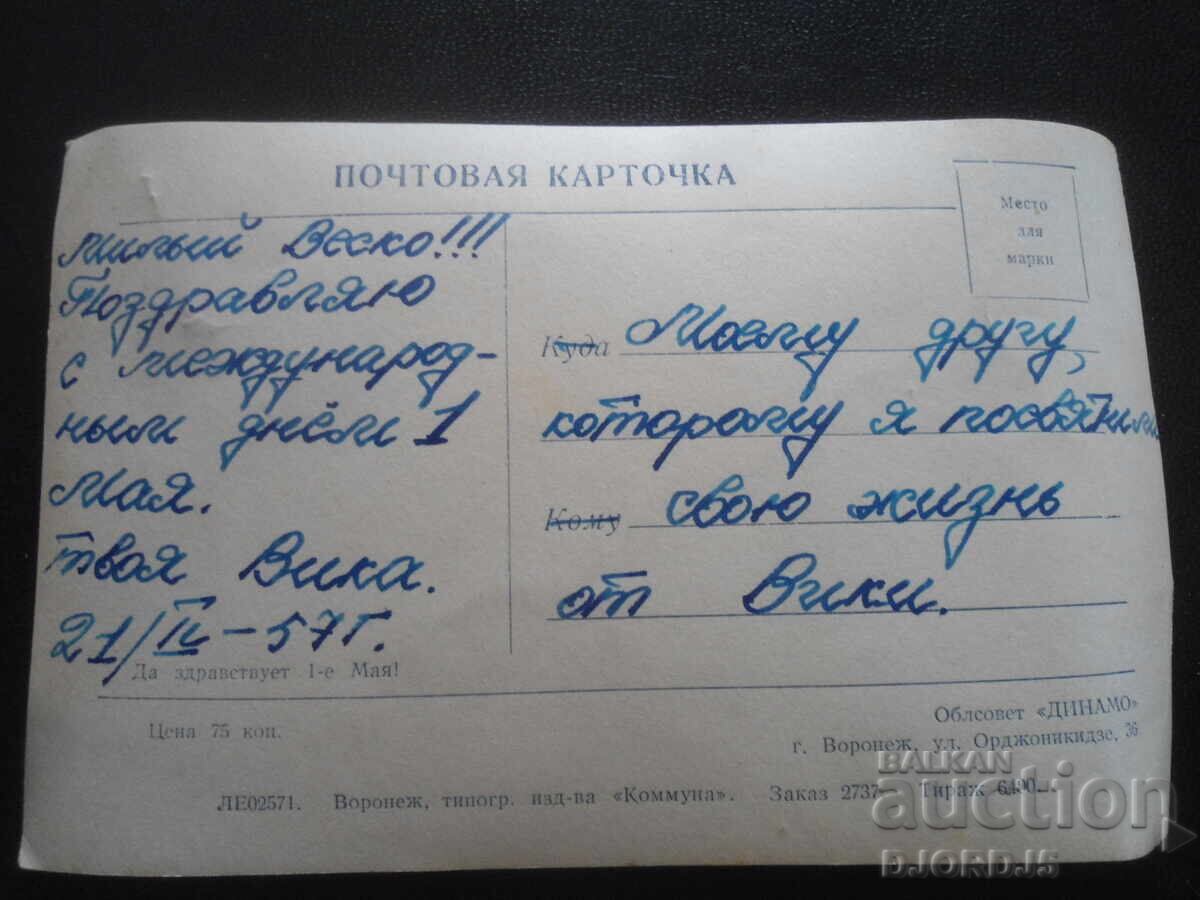 ПОЧТОВАЯ КАРТОЧКА
Место
для
марки
милый Веско!!!
Поздравляю
с международ-
ным днём 1
Мая.
твоя Вика.
21/IV-57г.
Куда Моему другу,
которому я посвятила
Кому свою жизнь
от Вики.
Да здравствует 1-е Мая!
Цена 75 коп.
Облсовет «ДИНАМО»
г. Воронеж, ул. Орджоникидзе, 36
ЛЕ02571. Воронеж, типогр. изд-ва «Коммуна». Заказ 2737 Тираж
BALKAN
auction
DJORDJ5